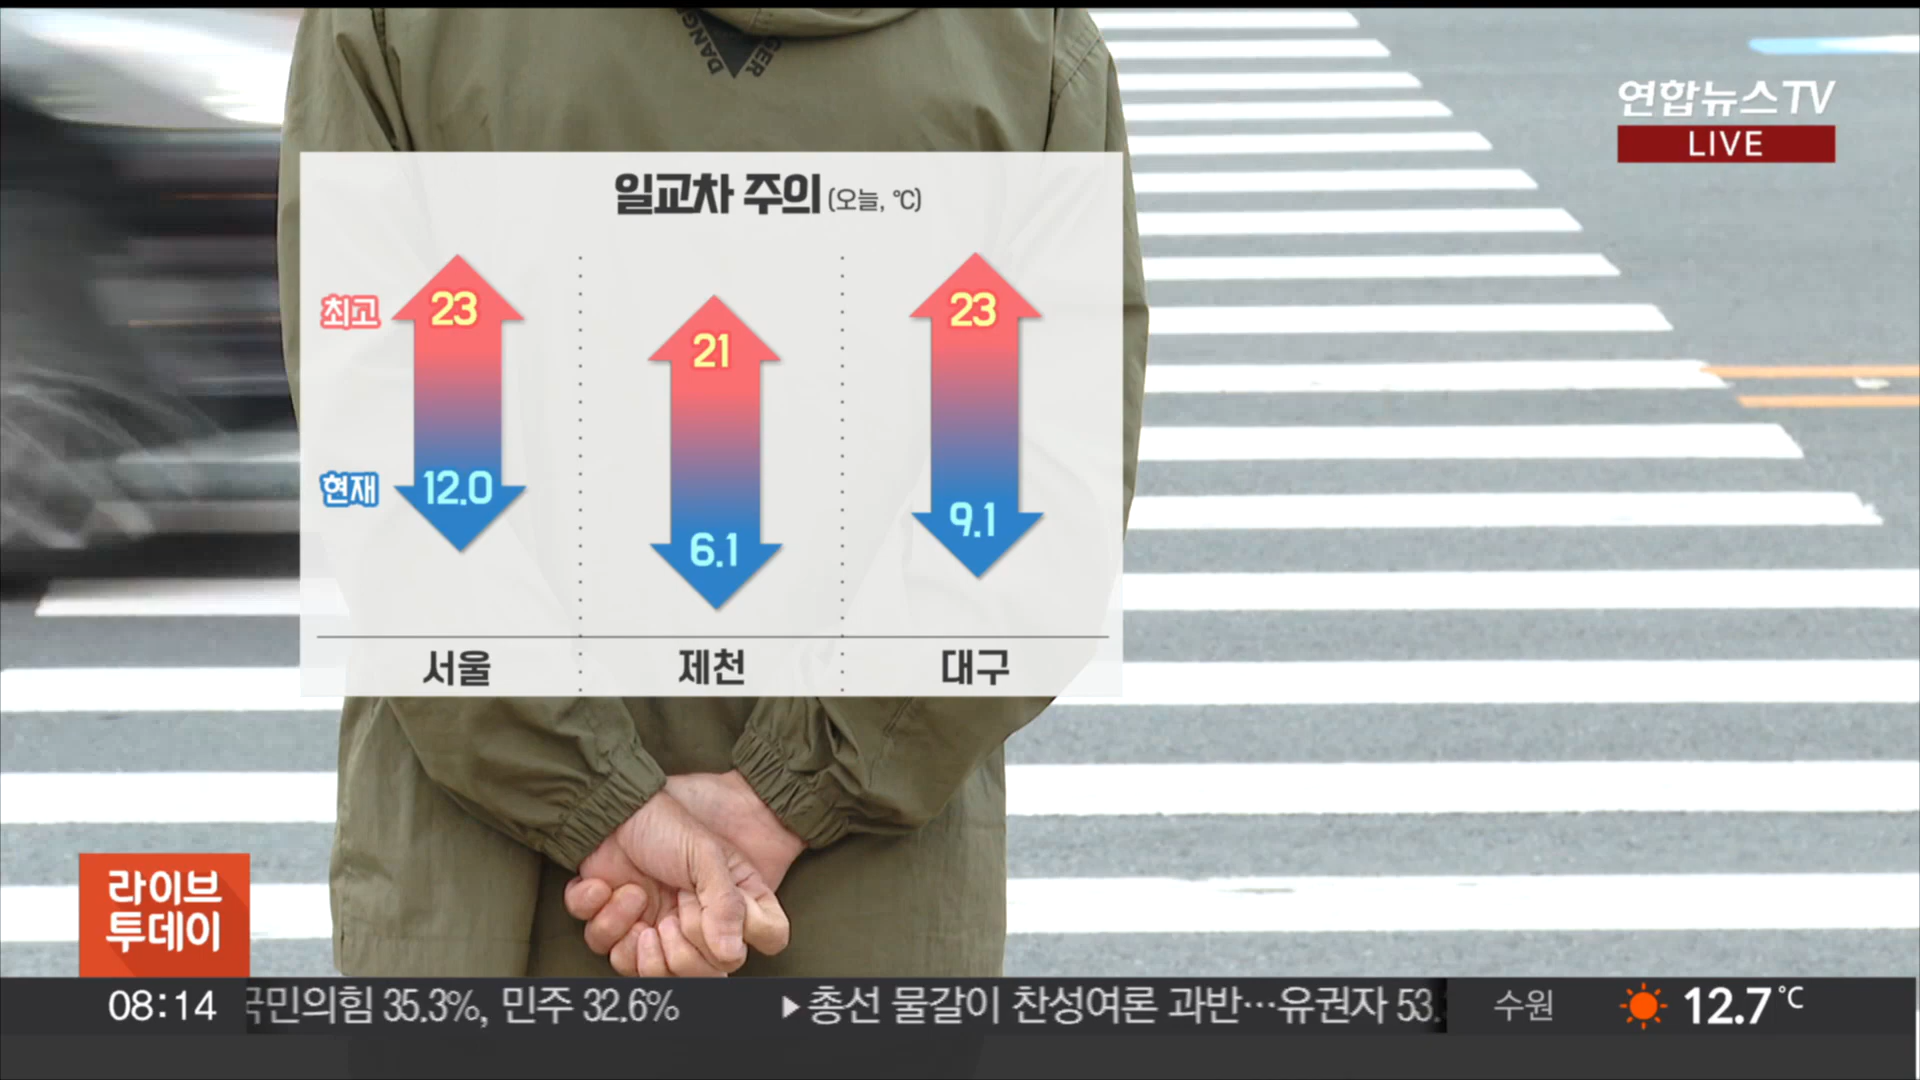 DANGER
연합뉴스TV
LIVE
일교차 주의 (오늘, ℃)
최고 23 21 23
현재 12.0 6.1 9.1
서울 제천 대구
라이브
투데이
08:14 국민의힘 35.3%, 민주 32.6% ▶총선 물갈이 찬성여론 과반…유권자 53. 수원 12.7℃